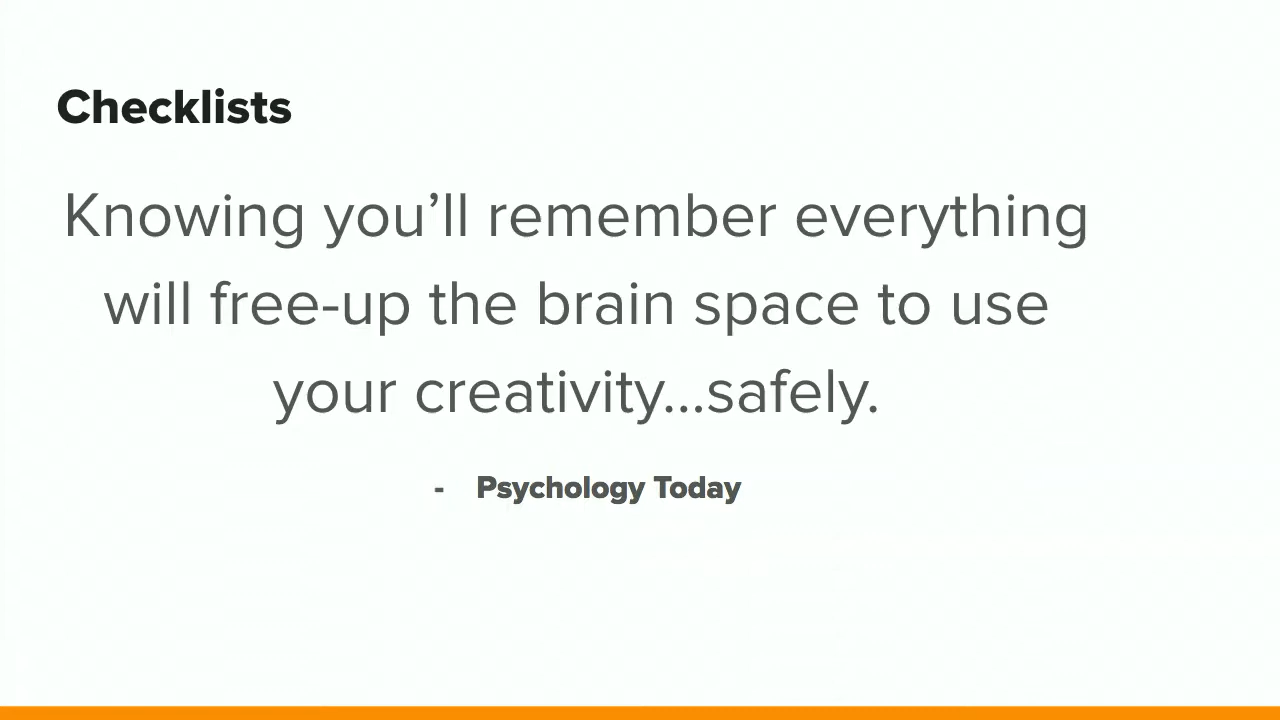 Checklists
Knowing you’ll remember everything
will free-up the brain space to use
your creativity...safely.
- Psychology Today